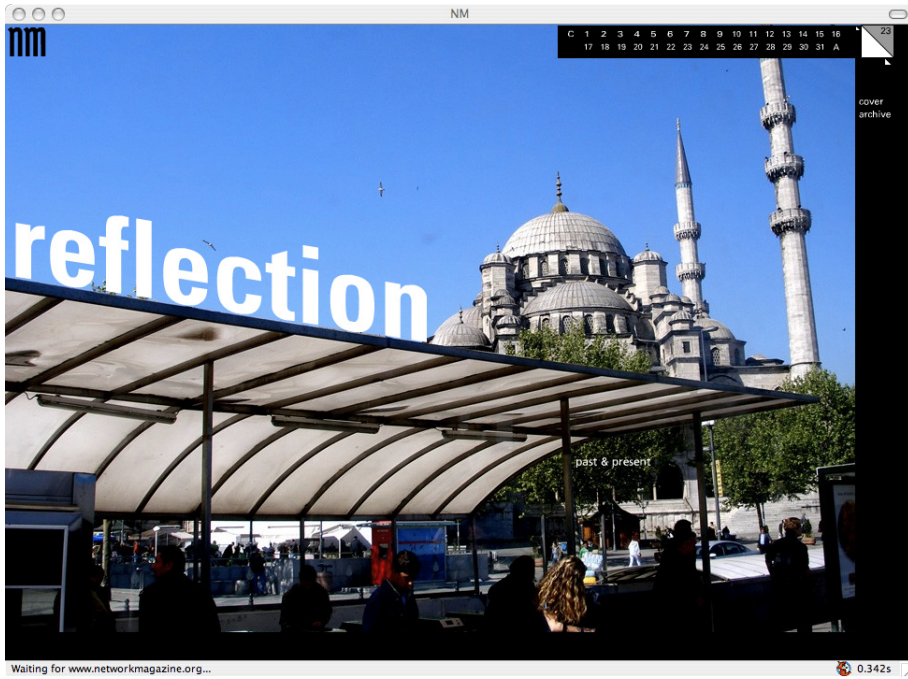 NM
nm
C 1 2 3 4 5 6 7 8 9 10 11 12 13 14 15 16
17 18 19 20 21 22 23 24 25 26 27 28 29 30 31 A
23
cover
archive
reflection
past & present
Waiting for www.networkmagazine.org...
0.342s